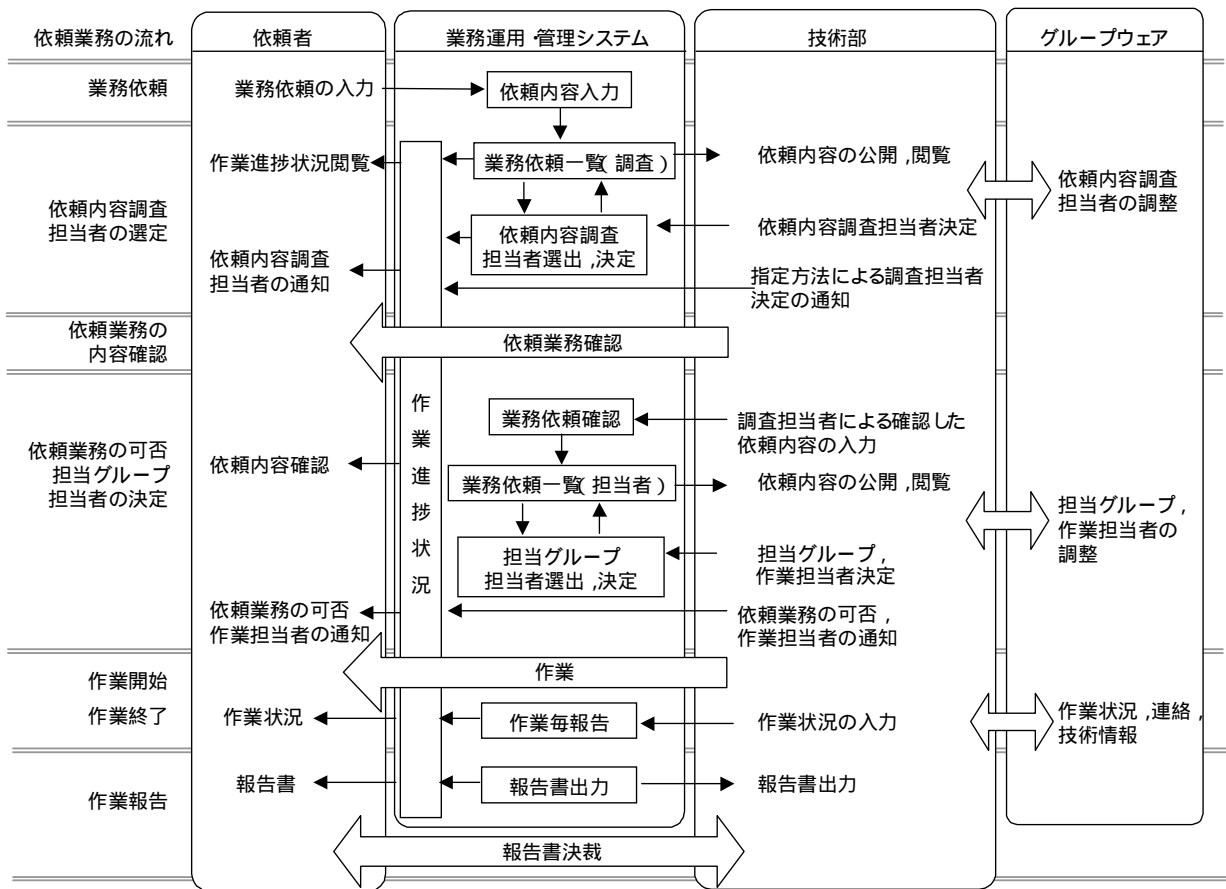 依頼業務の流れ
依頼者
業務運用・管理システム
技術部
グループウェア
業務依頼
業務依頼の入力
依頼内容入力
依頼内容調査
担当者の選定
作業進捗状況閲覧
業務依頼一覧(調査)
依頼内容の公開,閲覧
依頼内容調査
担当者の調整
依頼内容調査
担当者選出,決定
依頼内容調査担当者決定
依頼内容調査
担当者の通知
指定方法による調査担当者
決定の通知
依頼業務の
内容確認
依頼業務確認
作業進捗状況
依頼業務の可否
担当グループ
担当者の決定
業務依頼確認
調査担当者による確認した
依頼内容の入力
依頼内容確認
業務依頼一覧(担当者)
依頼内容の公開,閲覧
担当グループ,
作業担当者の
調整
担当グループ
担当者選出,決定
担当グループ,
作業担当者決定
依頼業務の可否
作業担当者の通知
依頼業務の可否,
作業担当者の通知
作業開始
作業
作業終了
作業状況
作業毎報告
作業状況の入力
作業状況,連絡,
技術情報
作業報告
報告書
報告書出力
報告書出力
報告書決裁